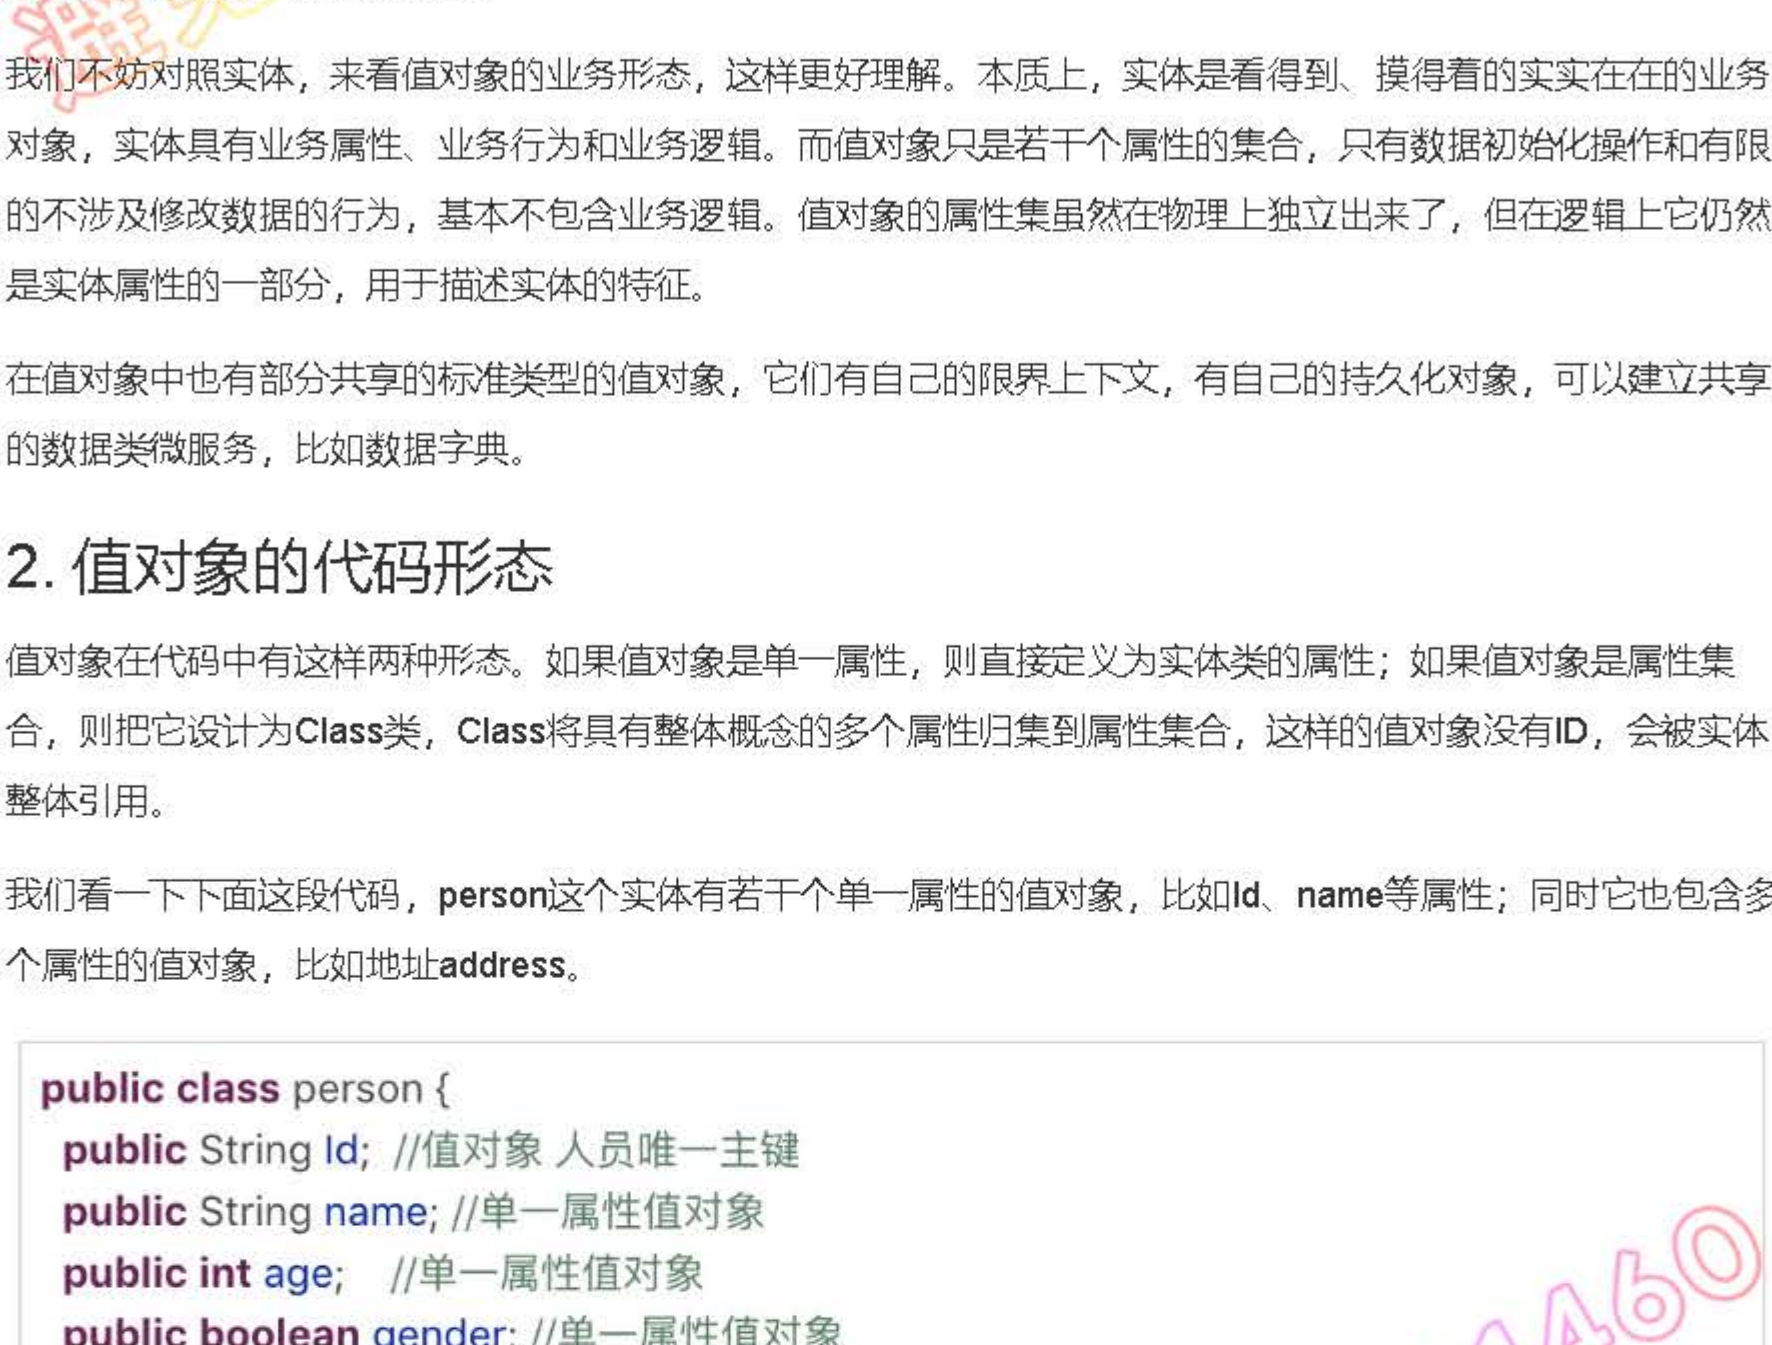 我们不妨对照实体，来看值对象的业务形态，这样更好理解。本质上，实体是看得到、摸得着的实实在在的业务
对象，实体具有业务属性、业务行为和业务逻辑。而值对象只是若干个属性的集合，只有数据初始化操作和有限
的不涉及修改数据的行为，基本不包含业务逻辑。值对象的属性集虽然在物理上独立出来了，但在逻辑上它仍然
是实体属性的一部分，用于描述实体的特征。
在值对象中也有部分共享的标准类型的值对象，它们有自己的限界上下文，有自己的持久化对象，可以建立共享
的数据类微服务，比如数据字典。
2. 值对象的代码形态
值对象在代码中有这样两种形态。如果值对象是单一属性，则直接定义为实体类的属性；如果值对象是属性集
合，则把它设计为Class类，Class将具有整体概念的多个属性归集到属性集合，这样的值对象没有ID，会被实体
整体引用。
我们看一下下面这段代码，person这个实体有若干个单一属性的值对象，比如Id、name等属性；同时它也包含多
个属性的值对象，比如地址address。
public class person {
public String Id; //值对象 人员唯一主键
public String name; //单一属性值对象
public int age; //单一属性值对象
public boolean gender; //单一属性值对象